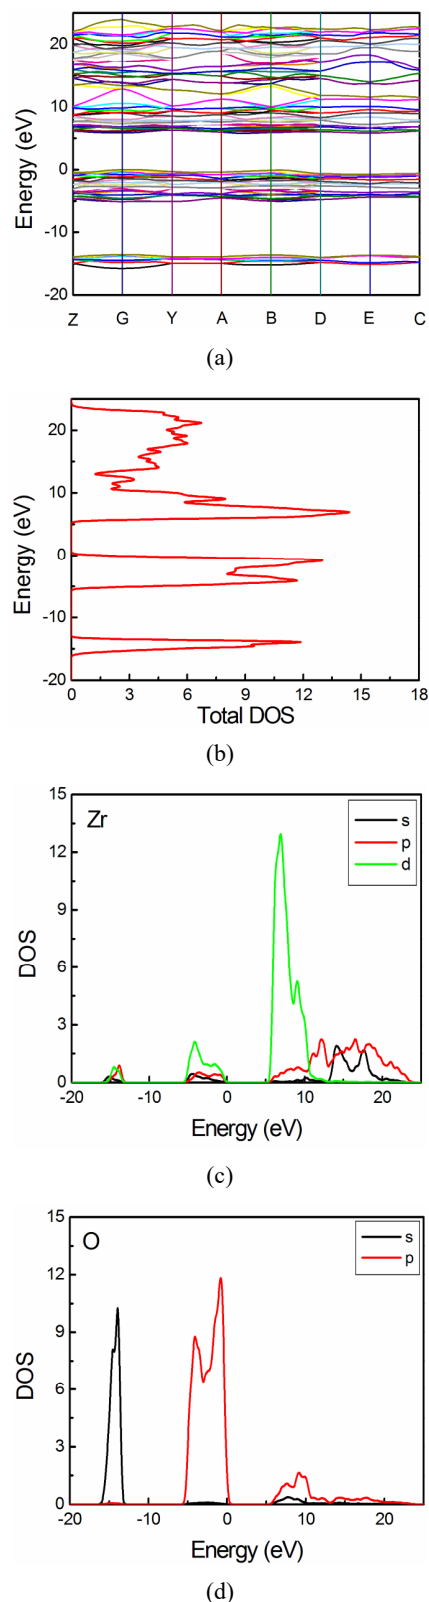 20
10
0
-10
-20
Energy (eV)
Z G Y A B D E C
(a)
20
10
0
-10
-20
Energy (eV)
0 3 6 9 12 15 18
Total DOS
(b)
15
12
9
6
3
0
DOS
Zr
s
p
d
-20 -10 0 10 20
Energy (eV)
(c)
15
12
9
6
3
0
DOS
O
s
p
-20 -10 0 10 20
Energy (eV)
(d)